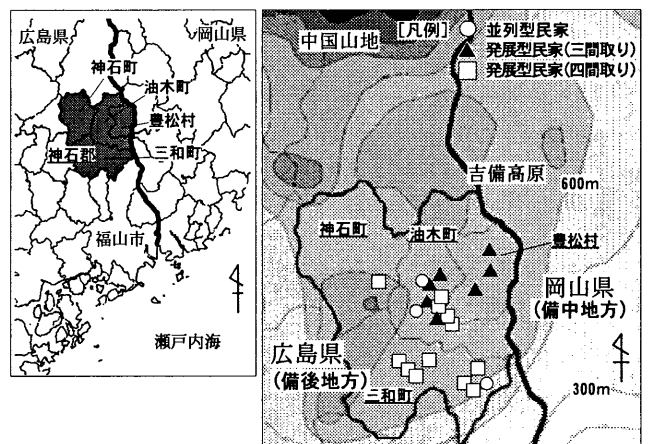 広島県
岡山県
神石町
油木町
豊松村
神石郡
三和町
福山市
瀬戸内海
中国山地
[凡例]
並列型民家
発展型民家(三間取り)
発展型民家(四間取り)
吉備高原
600m
神石町
油木町
豊松村
岡山県
(備中地方)
広島県
(備後地方)
三和町
300m